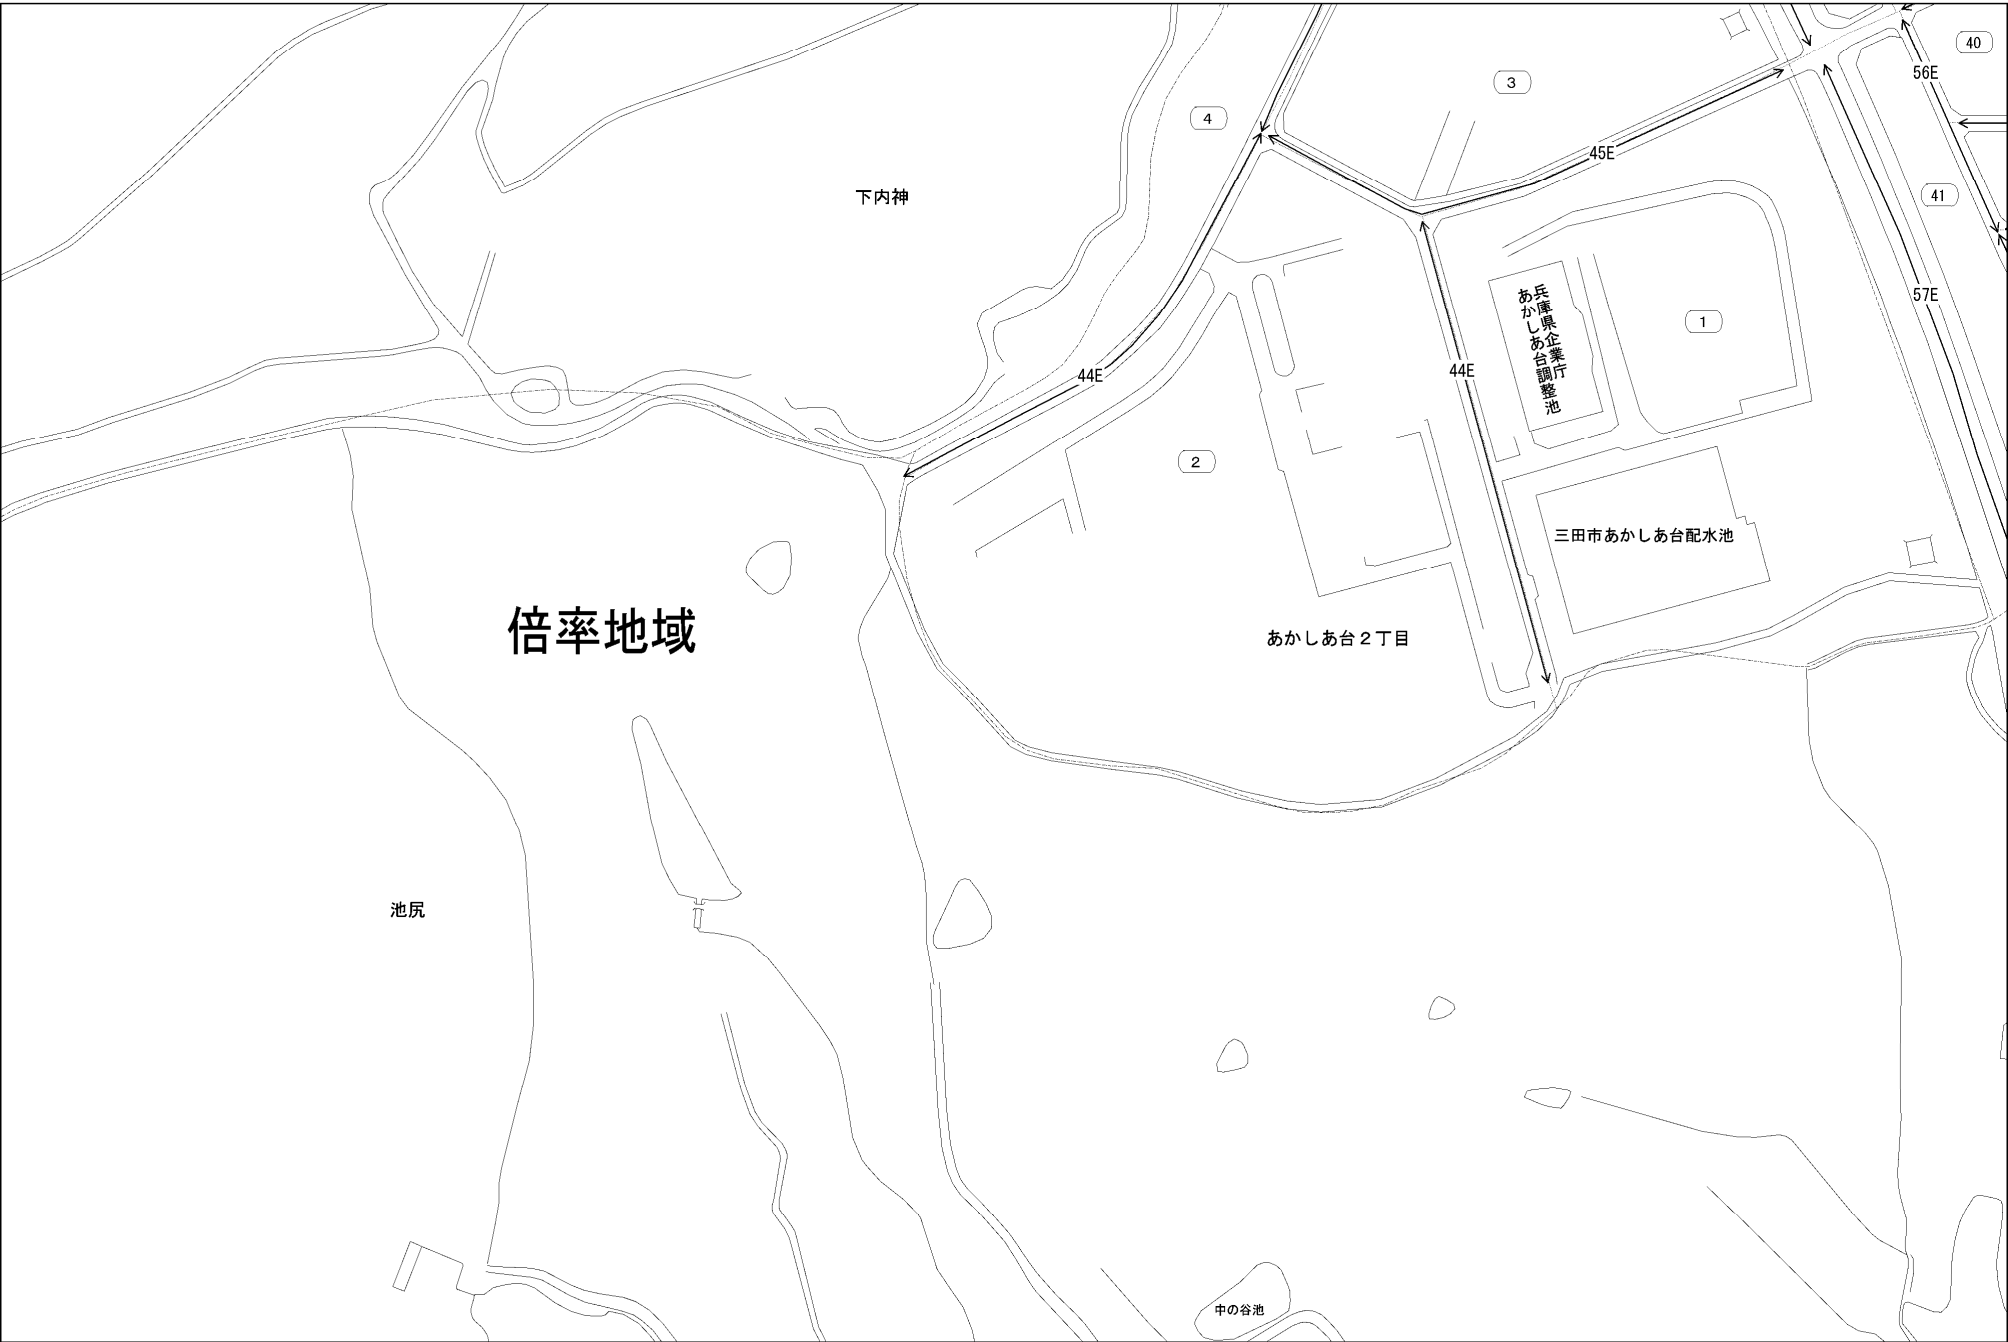 40
56E
3
4
45E
下内神
41
57E
兵庫県企業庁
あかしあ台調整池
1
44E
44E
2
三田市あかしあ台配水池
倍率地域
あかしあ台2丁目
池尻
中の谷池